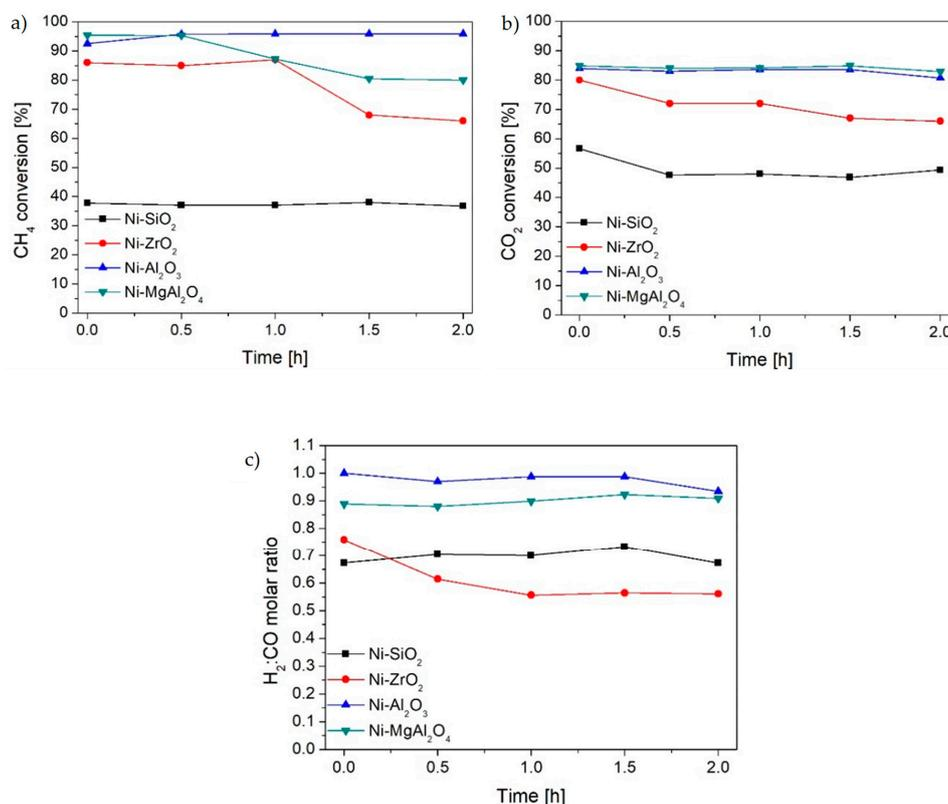 a)
CH₄ conversion [%]
100
90
80
70
60
50
40
30
20
10
0
Ni-SiO₂
Ni-ZrO₂
Ni-Al₂O₃
Ni-MgAl₂O₄
0.0 0.5 1.0 1.5 2.0
Time [h]
b)
CO₂ conversion [%]
100
90
80
70
60
50
40
30
20
10
0
Ni-SiO₂
Ni-ZrO₂
Ni-Al₂O₃
Ni-MgAl₂O₄
0.0 0.5 1.0 1.5 2.0
Time [h]
c)
H₂:CO molar ratio
1.1
1.0
0.9
0.8
0.7
0.6
0.5
0.4
0.3
0.2
0.1
0.0
Ni-SiO₂
Ni-ZrO₂
Ni-Al₂O₃
Ni-MgAl₂O₄
0.0 0.5 1.0 1.5 2.0
Time [h]